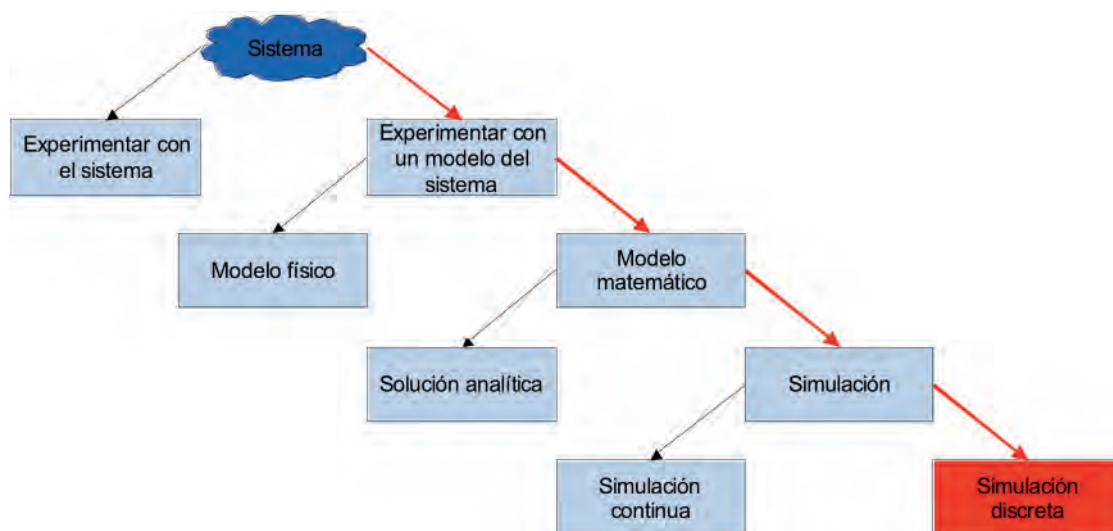 Sistema
Experimentar con
el sistema
Experimentar con
un modelo del
sistema
Modelo físico
Modelo
matemático
Solución analítica
Simulación
Simulación
continua
Simulación
discreta